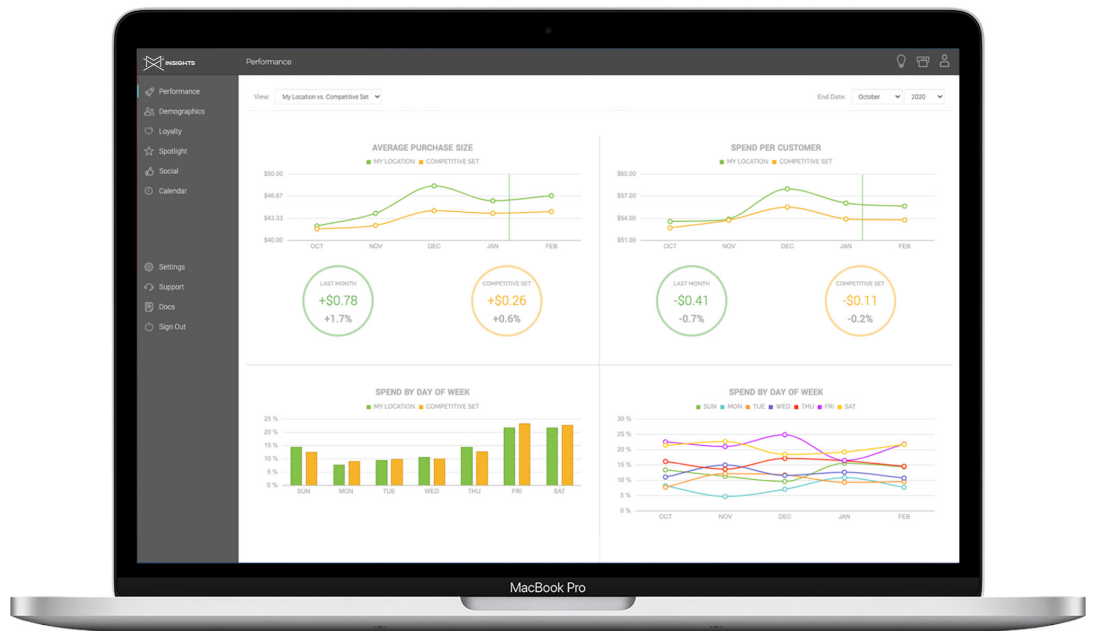 INSIGHTS
Performance
Performance
Demographics
Loyalty
Spotlight
Social
Calendar
Settings
Support
Docs
Sign Out
View: My Location vs. Competitive Set
End Date: October 2020
AVERAGE PURCHASE SIZE
MY LOCATION COMPETITIVE SET
$50.00
$46.67
$43.33
$40.00
OCT NOV DEC JAN FEB
LAST MONTH
+$0.78
+1.7%
COMPETITIVE SET
+$0.26
+0.6%
SPEND PER CUSTOMER
MY LOCATION COMPETITIVE SET
$60.00
$57.00
$54.00
$51.00
OCT NOV DEC JAN FEB
LAST MONTH
-$0.41
-0.7%
COMPETITIVE SET
-$0.11
-0.2%
SPEND BY DAY OF WEEK
MY LOCATION COMPETITIVE SET
25 %
20 %
15 %
10 %
5 %
0 %
SUN MON TUE WED THU FRI SAT
SPEND BY DAY OF WEEK
SUN MON TUE WED THU FRI SAT
30 %
25 %
20 %
15 %
10 %
5 %
0 %
OCT NOV DEC JAN FEB
MacBook Pro